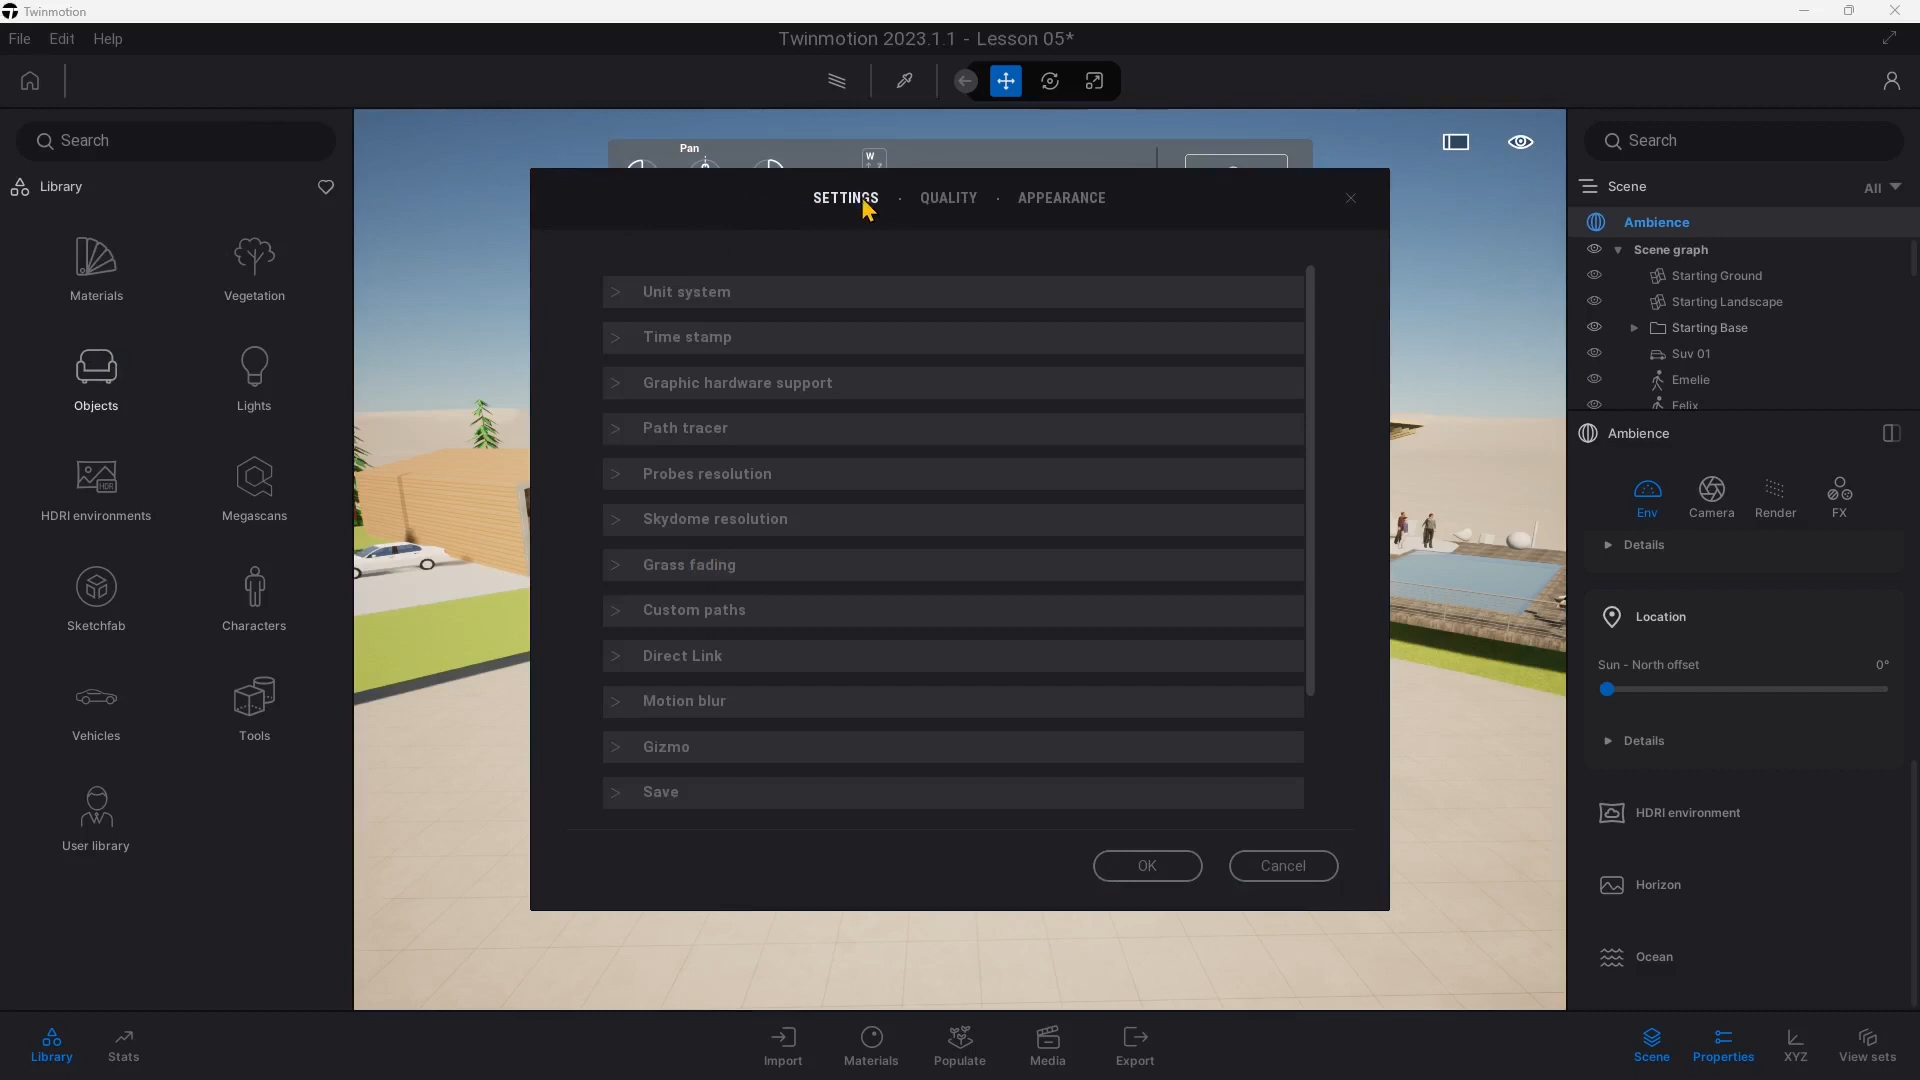 Twinmotion
File Edit Help
Twinmotion 2023.1.1 - Lesson 05*
Search
Library
Materials
Vegetation
Objects
Lights
HDR
HDRI environments
Megascans
Sketchfab
Characters
Vehicles
Tools
User library
Pan
W
SETTINGS · QUALITY · APPEARANCE
> Unit system
> Time stamp
> Graphic hardware support
> Path tracer
> Probes resolution
> Skydome resolution
> Grass fading
> Custom paths
> Direct Link
> Motion blur
> Gizmo
> Save
OK
Cancel
Search
Scene
All
Ambience
Scene graph
Starting Ground
Starting Landscape
Starting Base
Suv 01
Emelie
Felix
Ambience
Env
Camera
Render
FX
Details
Location
Sun - North offset 0°
Details
HDRI environment
Horizon
Ocean
Library
Stats
Import
Materials
Populate
Media
Export
Scene
Properties
XYZ
View sets